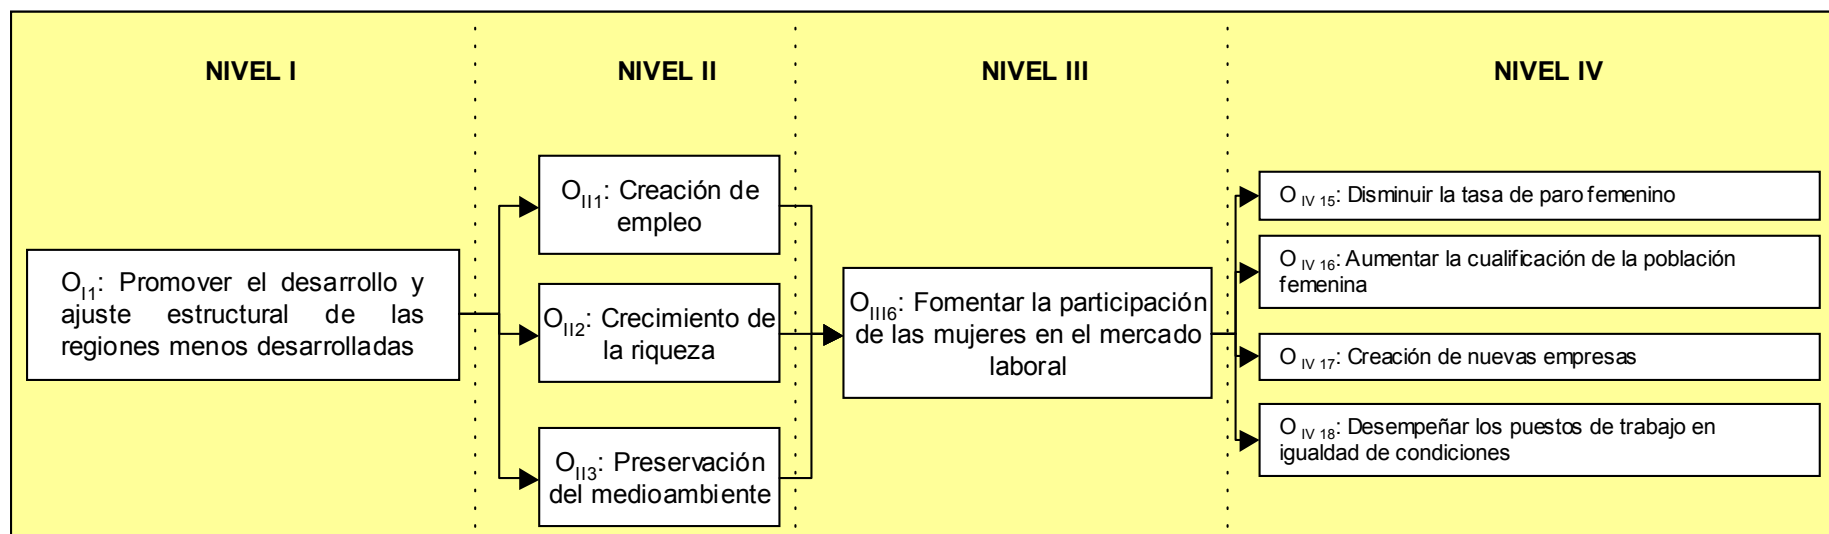 NIVEL I
NIVEL II
NIVEL III
NIVEL IV
O_I1: Promover el desarrollo y
ajuste estructural de las
regiones menos desarrolladas
O_II1: Creación de
empleo
O_II2: Crecimiento de
la riqueza
O_II3: Preservación
del medioambiente
O_III6: Fomentar la participación
de las mujeres en el mercado
laboral
O_IV 15: Disminuir la tasa de paro femenino
O_IV 16: Aumentar la cualificación de la población
femenina
O_IV 17: Creación de nuevas empresas
O_IV 18: Desempeñar los puestos de trabajo en
igualdad de condiciones